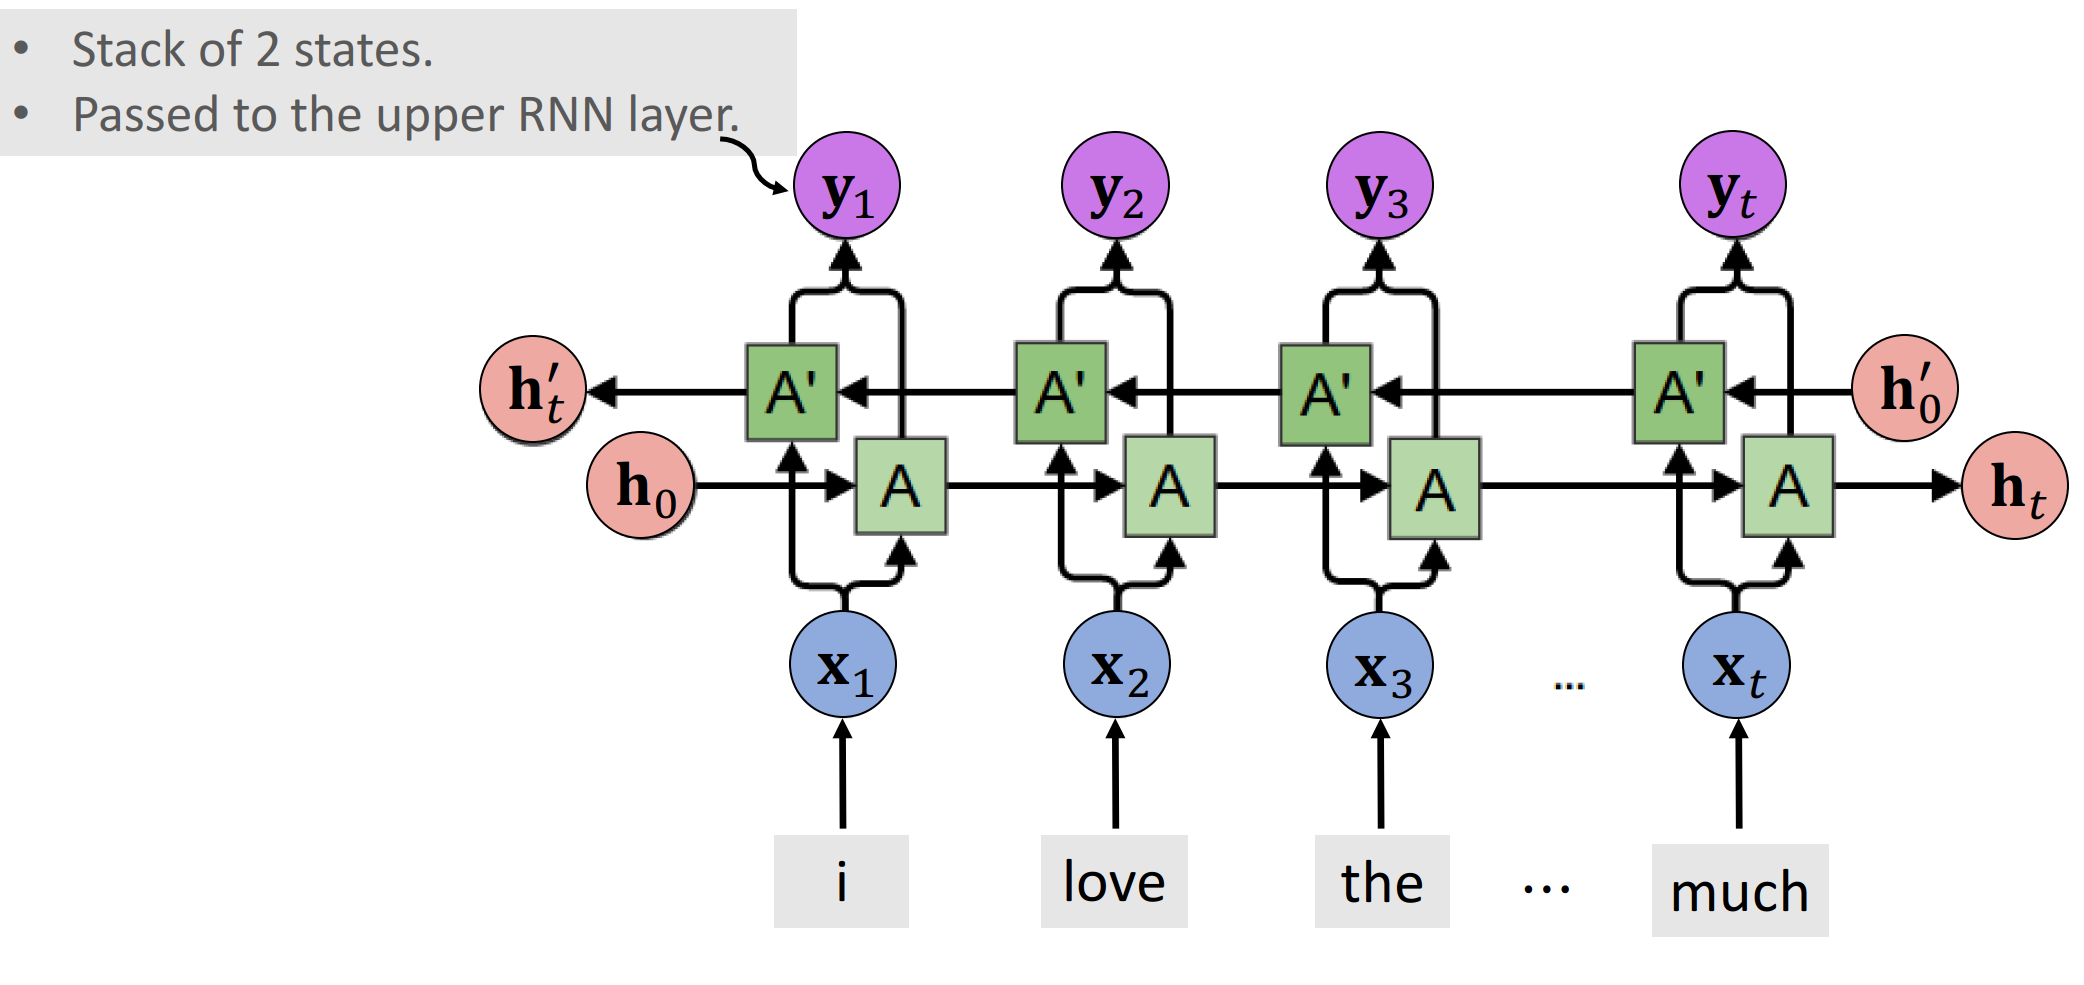 • Stack of 2 states.
• Passed to the upper RNN layer.
y₁ y₂ y₃ yₜ
h′ₜ A' A' A' A' h′₀
h₀ A A A A hₜ
x₁ x₂ x₃ ... xₜ
i love the ... much